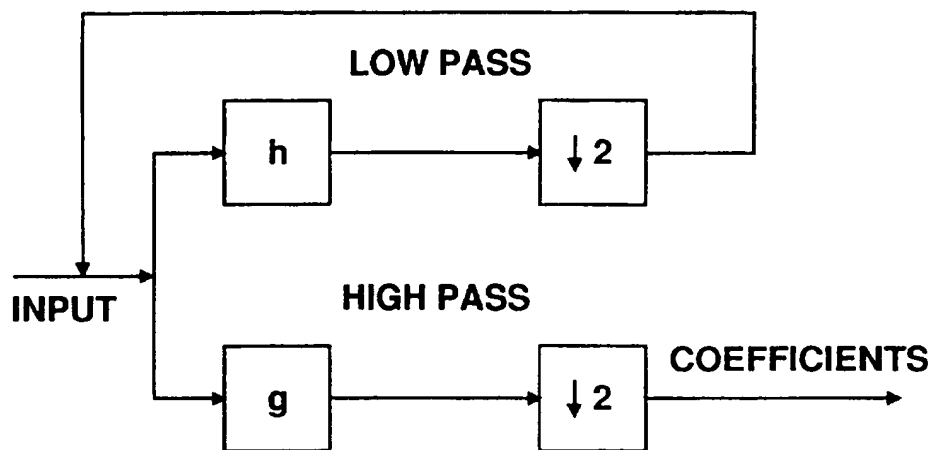 LOW PASS
h
↓ 2
INPUT
HIGH PASS
COEFFICIENTS
g
↓ 2